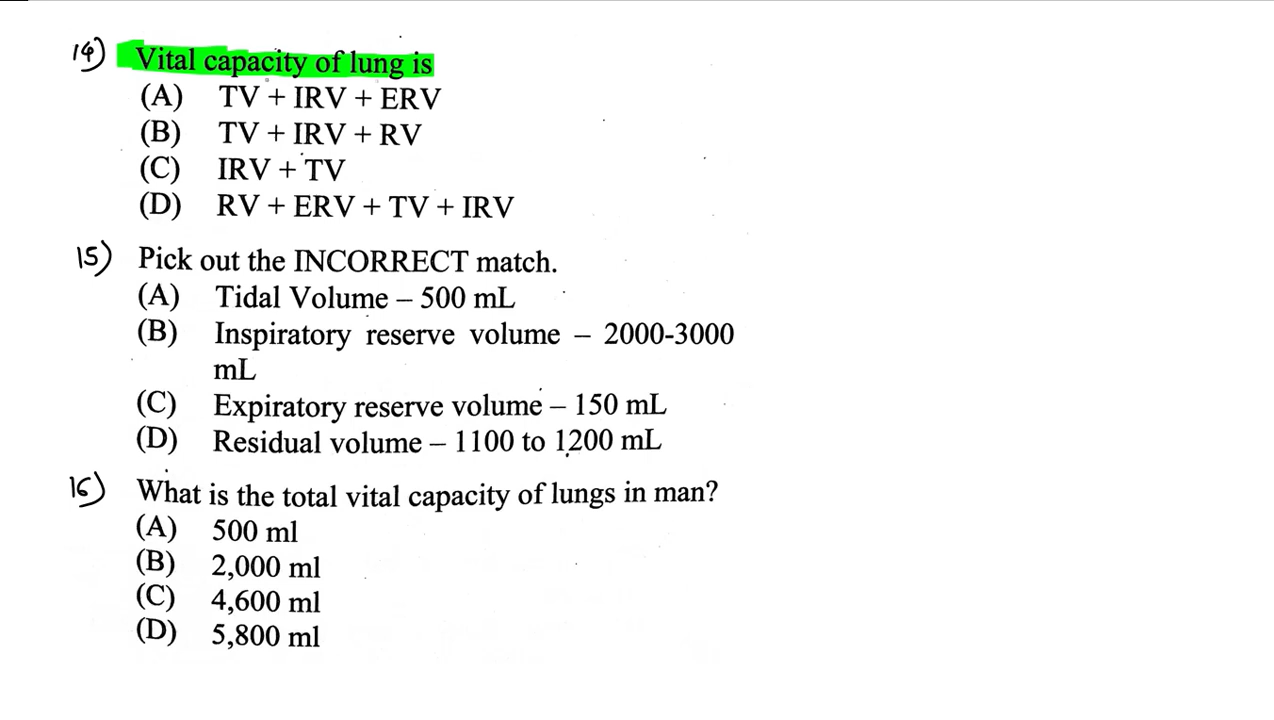 14) Vital capacity of lung is
(A) TV + IRV + ERV
(B) TV + IRV + RV
(C) IRV + TV
(D) RV + ERV + TV + IRV
15) Pick out the INCORRECT match.
(A) Tidal Volume – 500 mL
(B) Inspiratory reserve volume – 2000-3000
mL
(C) Expiratory reserve volume – 150 mL
(D) Residual volume – 1100 to 1200 mL
16) What is the total vital capacity of lungs in man?
(A) 500 ml
(B) 2,000 ml
(C) 4,600 ml
(D) 5,800 ml